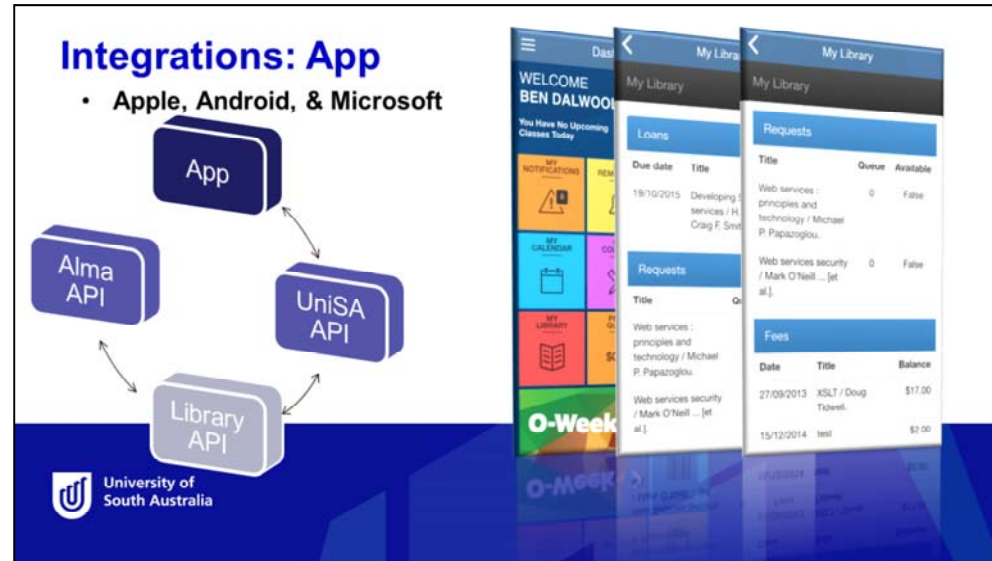 Integrations: App
• Apple, Android, & Microsoft
App
Alma
API
UniSA
API
Library
API
University of
South Australia
WELCOME
BEN DALWOO
You Have No Upcoming
Classes Today
MY
NOTIFICATIONS
MY
CALENDAR
MY
LIBRARY
O-Week
My Library
Loans
Due date Title
19/10/2015 Developing
services / H.
Craig F. Smit
Requests
Title
Web services :
principles and
technology / Michael
P. Papazoglou.
Web services security
/ Mark O'Neill ... [et
al.].
My Library
My Library
Requests
Title Queue Available
Web services : 0 False
principles and
technology / Michael
P. Papazoglou.
Web services security 0 False
/ Mark O'Neill ... [et
al.].
Fees
Date Title Balance
27/09/2013 XSLT / Doug $17.00
Tidwell.
15/12/2014 test $2.00